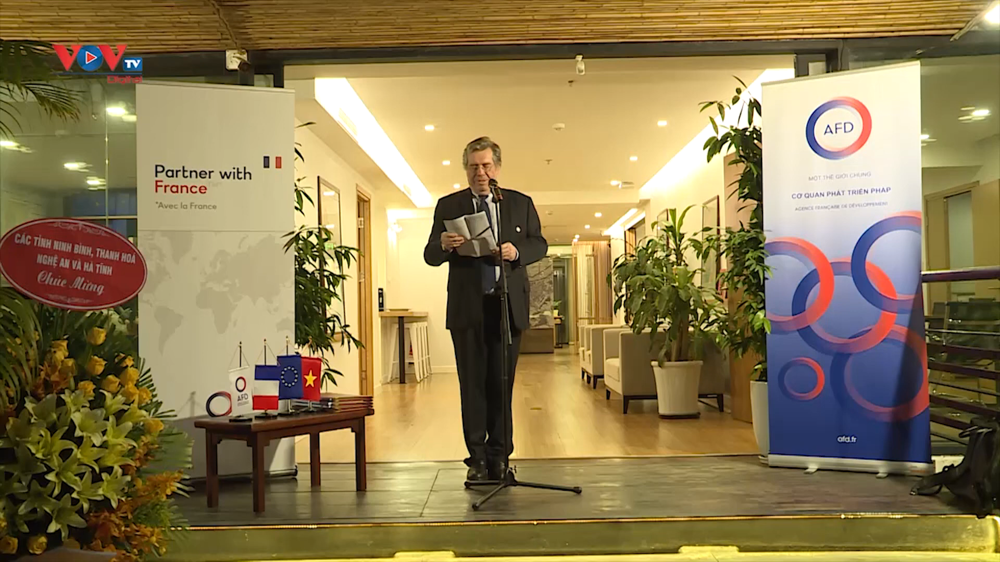 VOV TV
Digital
Partner with
France
*Avec la France
CÁC TỈNH NINH BÌNH, THANH HOÁ
NGHỆ AN VÀ HÀ TĨNH
Chúc Mừng
AFD
AFD
MỘT THẾ GIỚI CHUNG
CƠ QUAN PHÁT TRIỂN PHÁP
AGENCE FRANÇAISE DE DÉVELOPPEMENT
afd.fr